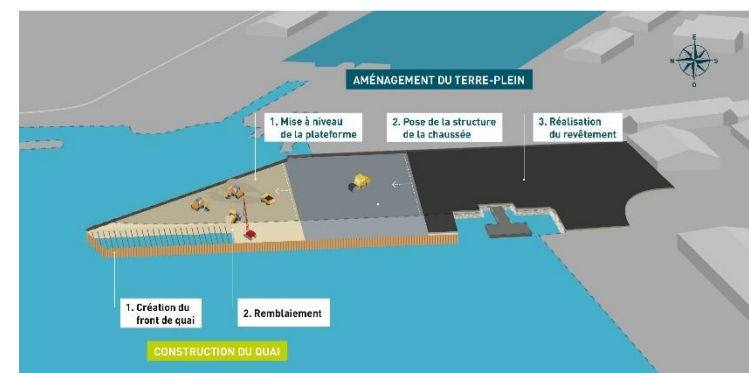 E
N
S
O
AMÉNAGEMENT DU TERRE-PLEIN
1. Mise à niveau
de la plateforme
2. Pose de la structure
de la chaussée
3. Réalisation
du revêtement
1. Création du
front de quai
2. Remblaiement
CONSTRUCTION DU QUAI